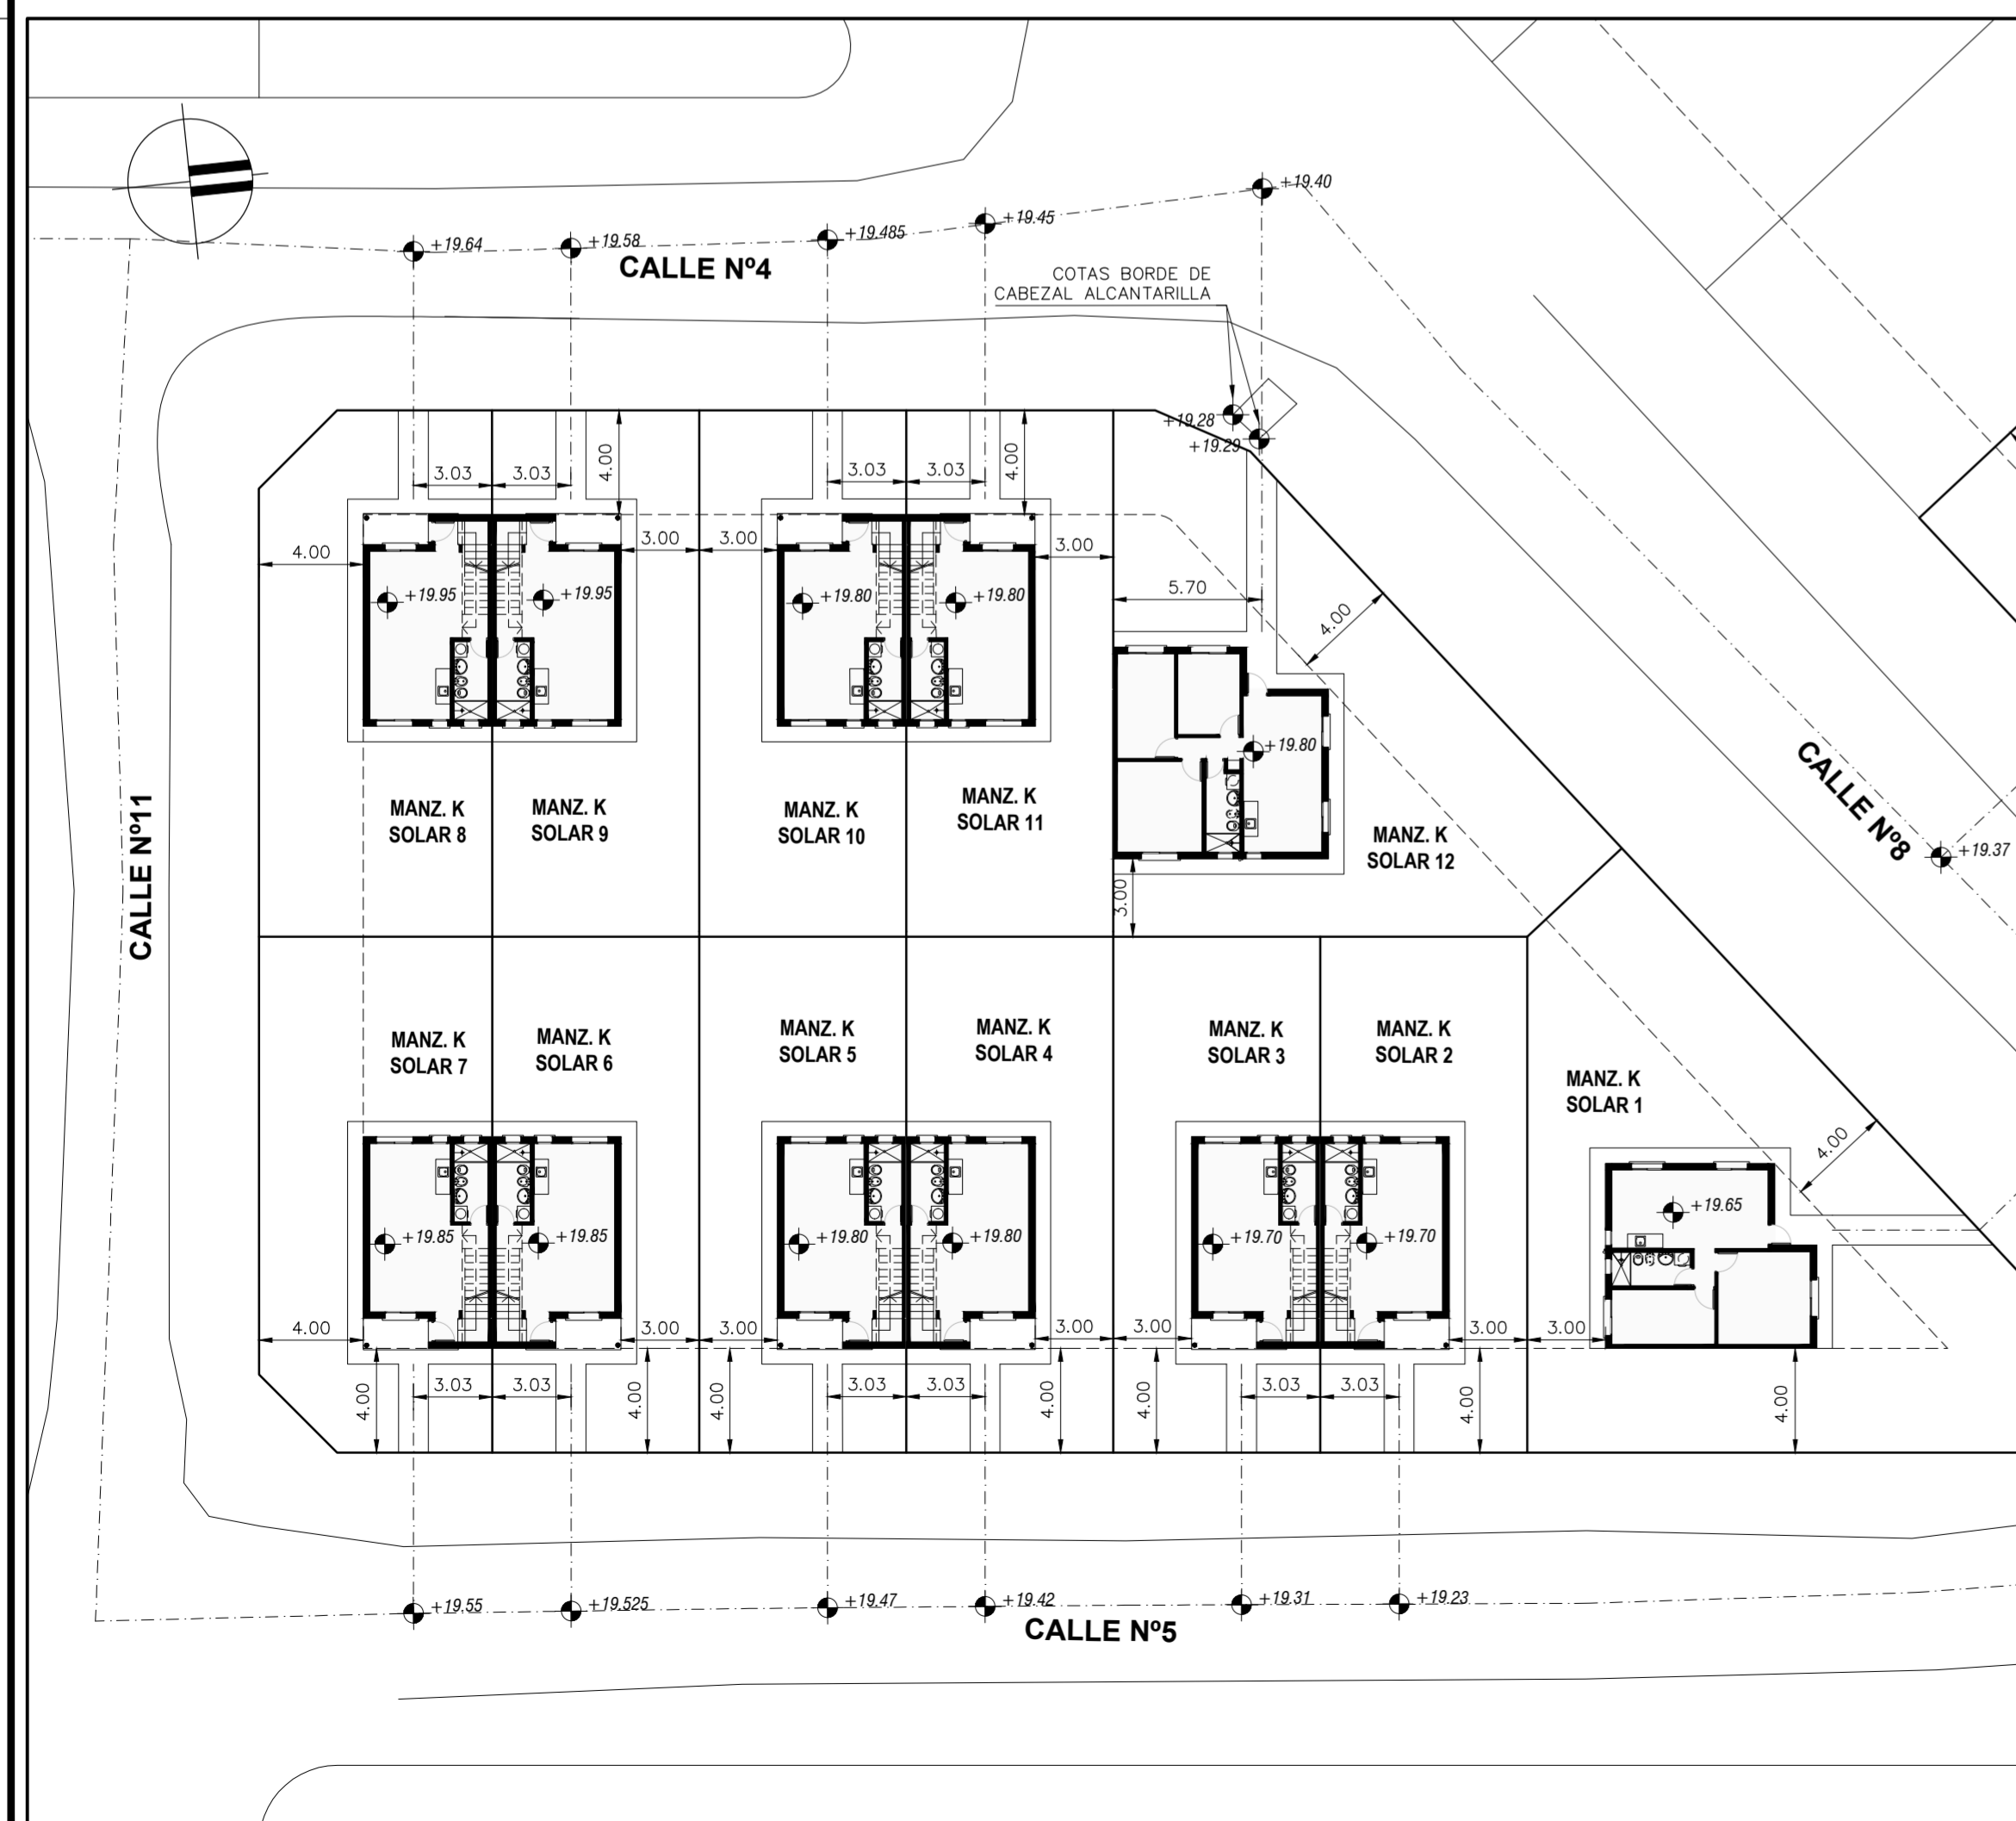 +19.40
+19.45
+19.485
+19.58
+19.64
CALLE Nº4
COTAS BORDE DE
CABEZAL ALCANTARILLA
+19.28
+19.29
4.00
4.00
3.03
3.03
3.03
3.03
4.00
3.00
3.00
3.00
5.70
4.00
+19.95
+19.95
+19.80
+19.80
+19.80
CALLE Nº11
MANZ. K
SOLAR 8
MANZ. K
SOLAR 9
MANZ. K
SOLAR 10
MANZ. K
SOLAR 11
MANZ. K
SOLAR 12
3.00
CALLE Nº8
+19.37
MANZ. K
SOLAR 7
MANZ. K
SOLAR 6
MANZ. K
SOLAR 5
MANZ. K
SOLAR 4
MANZ. K
SOLAR 3
MANZ. K
SOLAR 2
MANZ. K
SOLAR 1
4.00
+19.65
+19.85
+19.85
+19.80
+19.80
+19.70
+19.70
4.00
3.00
3.00
3.00
3.00
3.00
3.00
4.00
3.03
3.03
4.00
4.00
3.03
3.03
4.00
4.00
3.03
3.03
4.00
4.00
+19.55
+19.525
+19.47
+19.42
+19.31
+19.23
CALLE Nº5